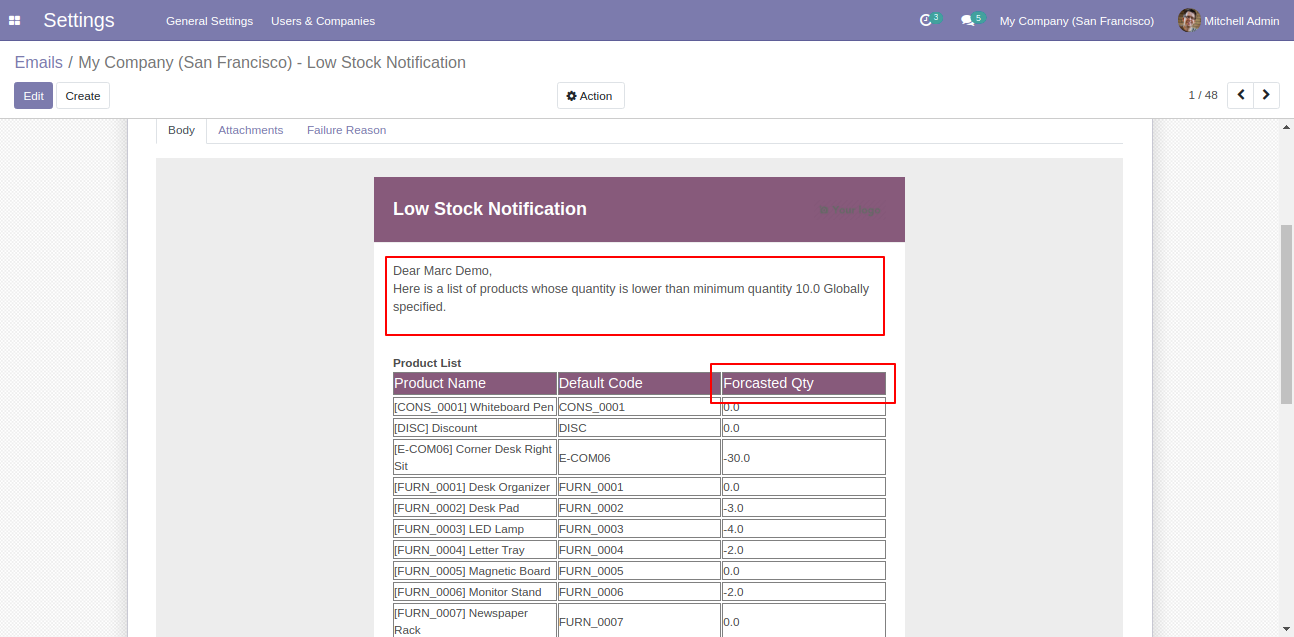 Settings General Settings Users & Companies 3 5 My Company (San Francisco) Mitchell Admin
Emails / My Company (San Francisco) - Low Stock Notification
Edit Create Action 1 / 48
Body Attachments Failure Reason
Low Stock Notification
Dear Marc Demo,
Here is a list of products whose quantity is lower than minimum quantity 10.0 Globally
specified.
Product List
Product Name Default Code Forcasted Qty
[CONS_0001] Whiteboard Pen CONS_0001 0.0
[DISC] Discount DISC 0.0
[E-COM06] Corner Desk Right
Sit E-COM06 -30.0
[FURN_0001] Desk Organizer FURN_0001 0.0
[FURN_0002] Desk Pad FURN_0002 -3.0
[FURN_0003] LED Lamp FURN_0003 -4.0
[FURN_0004] Letter Tray FURN_0004 -2.0
[FURN_0005] Magnetic Board FURN_0005 0.0
[FURN_0006] Monitor Stand FURN_0006 -2.0
[FURN_0007] Newspaper
Rack FURN_0007 0.0